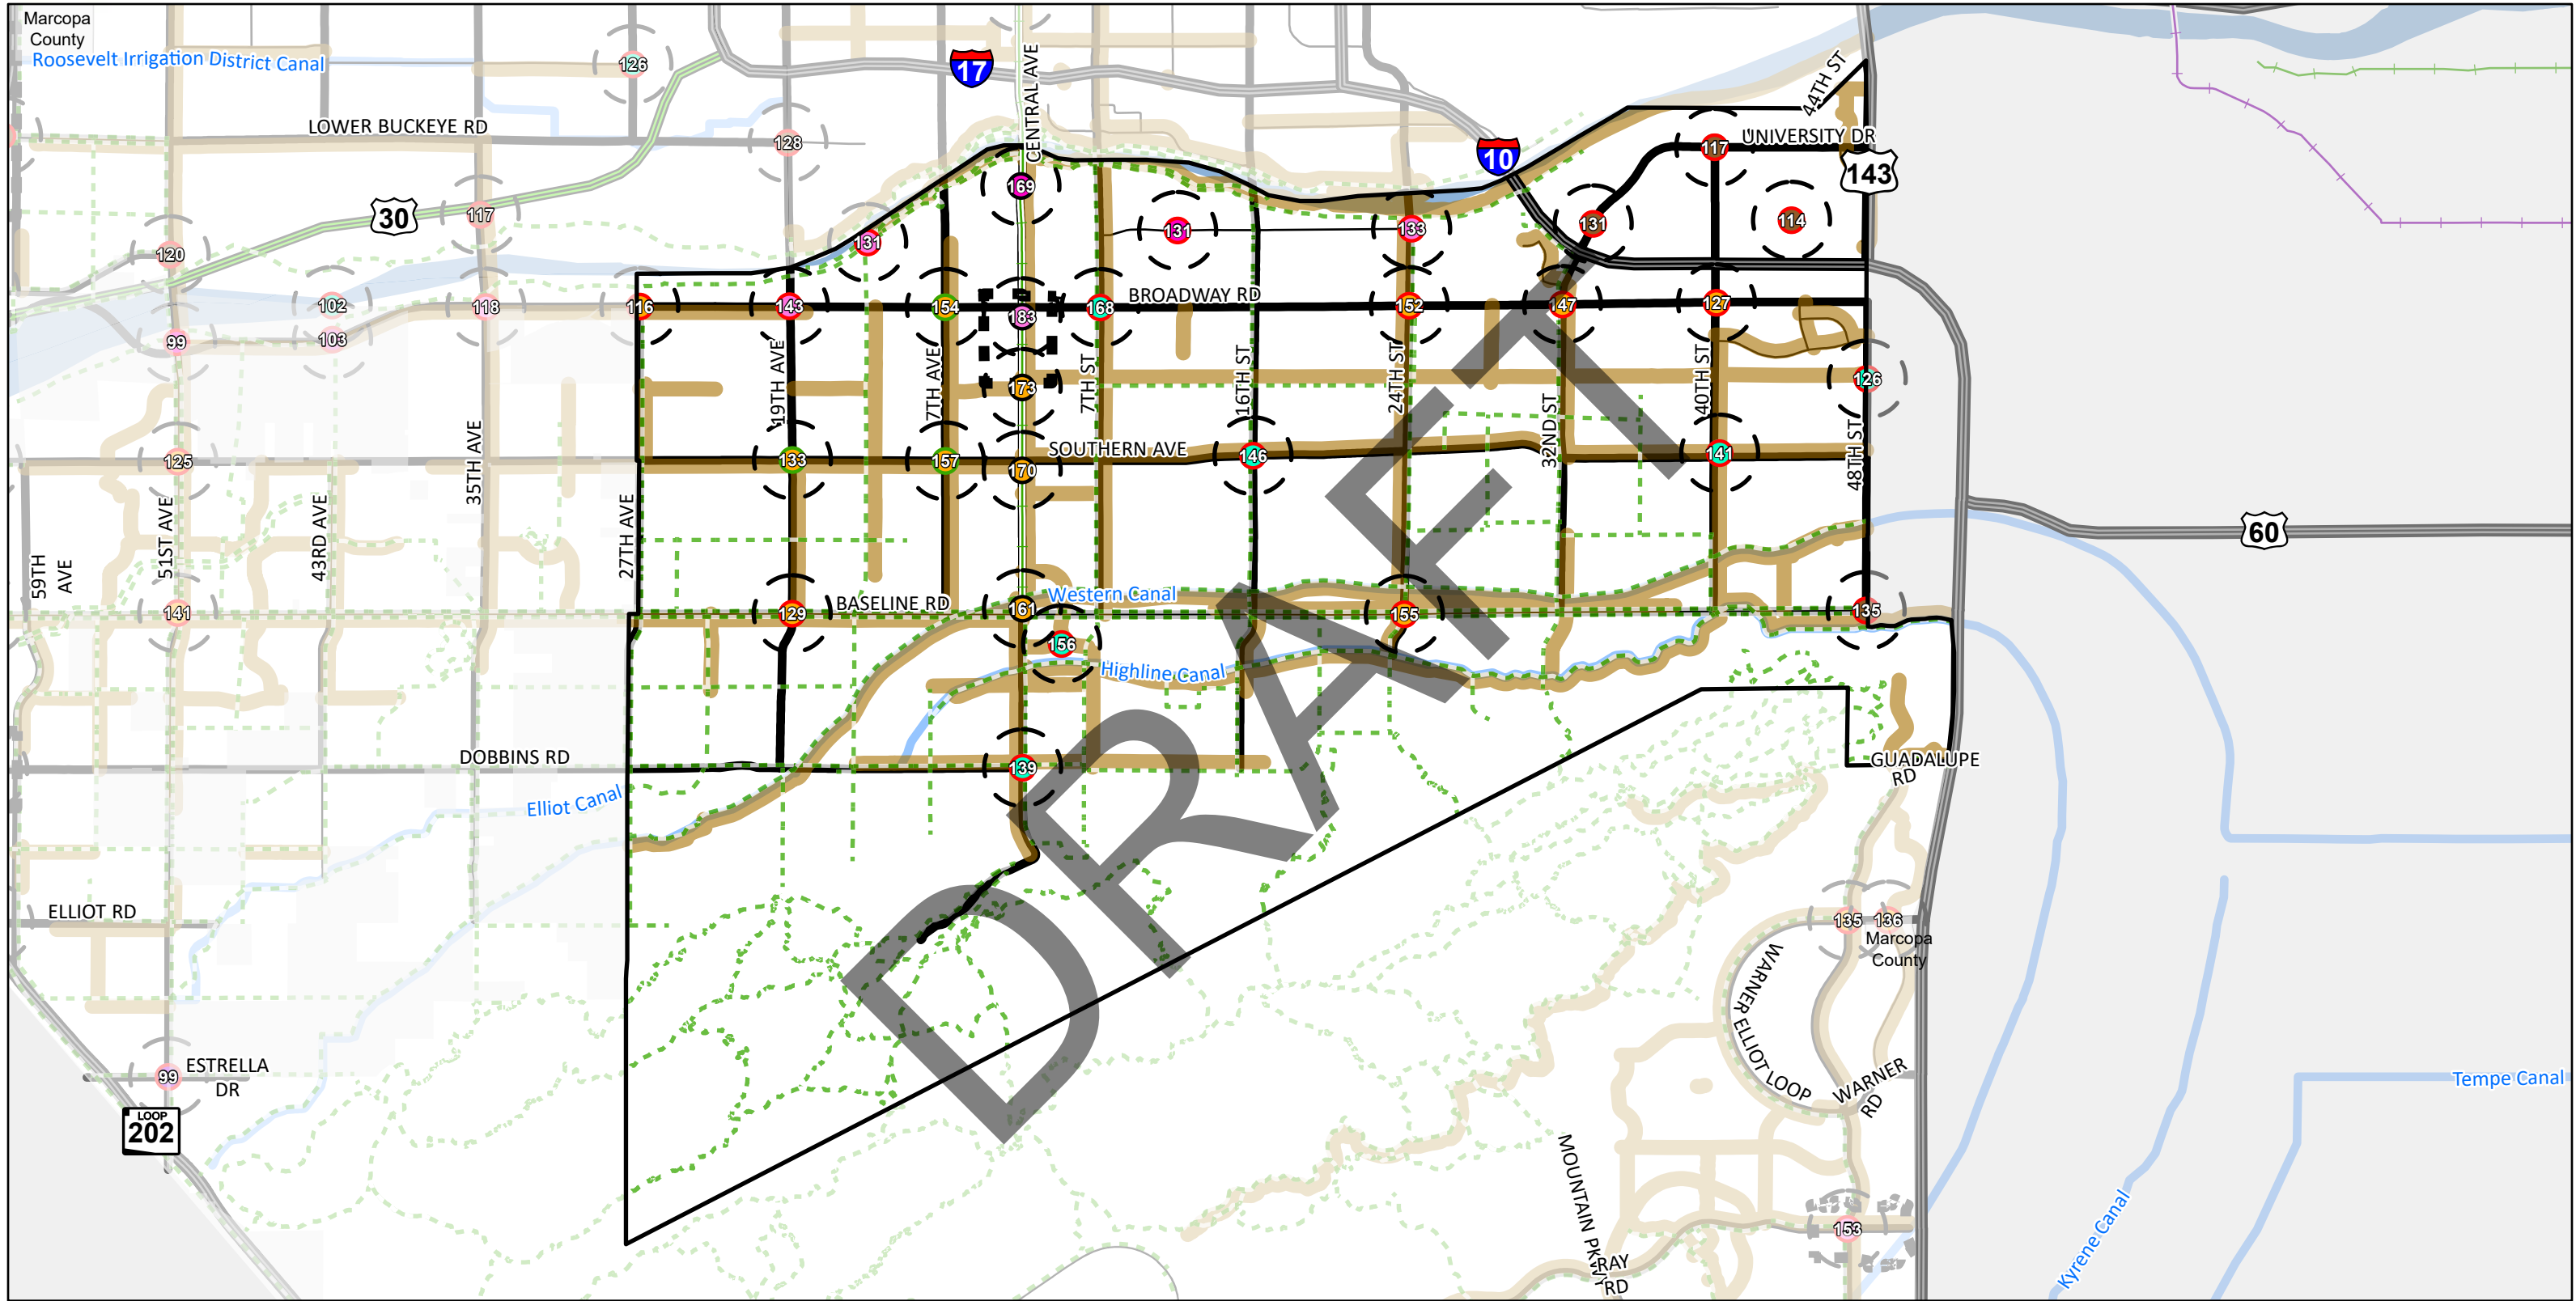 Marcopa
County
Roosevelt Irrigation District Canal
126
17
CENTRAL AVE
44TH ST
LOWER BUCKEYE RD
128
10
117
UNIVERSITY DR
143
30
117
169
131
131
133
131
114
120
102
118
116
143
154
183
168
BROADWAY RD
152
147
127
99
103
19TH AVE
7TH AVE
173
7TH ST
16TH ST
24TH ST
32ND ST
40TH ST
126
125
35TH AVE
133
157
170
SOUTHERN AVE
146
141
48TH ST
59TH
AVE
51ST AVE
43RD AVE
27TH AVE
60
141
129
BASELINE RD
161
Western Canal
155
135
156
Highline Canal
DOBBINS RD
139
GUADALUPE
RD
Elliot Canal
DRAFT
ELLIOT RD
135
136
Marcopa
County
WARNER ELLIOT LOOP
WARNER
RD
99
ESTRELLA
DR
LOOP
202
Tempe Canal
MOUNTAIN PKWY
153
Kyrene Canal
RAY
RD